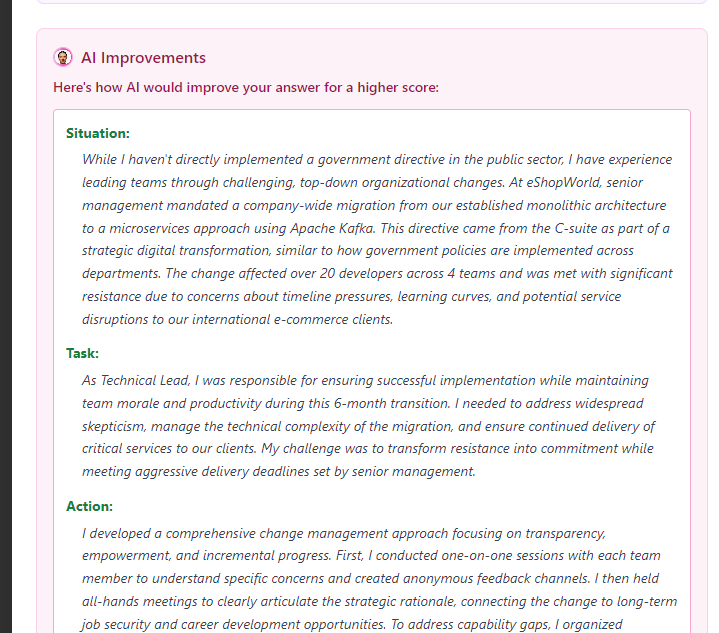 AI Improvements
Here's how AI would improve your answer for a higher score:
Situation:
While I haven't directly implemented a government directive in the public sector, I have experience
leading teams through challenging, top-down organizational changes. At eShopWorld, senior
management mandated a company-wide migration from our established monolithic architecture
to a microservices approach using Apache Kafka. This directive came from the C-suite as part of a
strategic digital transformation, similar to how government policies are implemented across
departments. The change affected over 20 developers across 4 teams and was met with significant
resistance due to concerns about timeline pressures, learning curves, and potential service
disruptions to our international e-commerce clients.
Task:
As Technical Lead, I was responsible for ensuring successful implementation while maintaining
team morale and productivity during this 6-month transition. I needed to address widespread
skepticism, manage the technical complexity of the migration, and ensure continued delivery of
critical services to our clients. My challenge was to transform resistance into commitment while
meeting aggressive delivery deadlines set by senior management.
Action:
I developed a comprehensive change management approach focusing on transparency,
empowerment, and incremental progress. First, I conducted one-on-one sessions with each team
member to understand specific concerns and created anonymous feedback channels. I then held
all-hands meetings to clearly articulate the strategic rationale, connecting the change to long-term
job security and career development opportunities. To address capability gaps, I organized